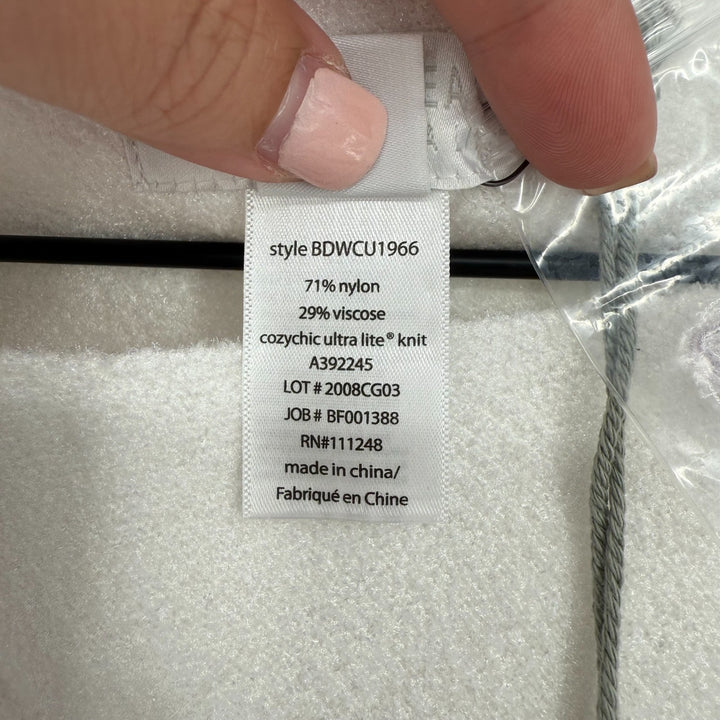 style BDWCU1966
71% nylon
29% viscose
cozychic ultra lite® knit
A392245
LOT # 2008CG03
JOB # BF001388
RN#111248
made in china/
Fabriqué en Chine